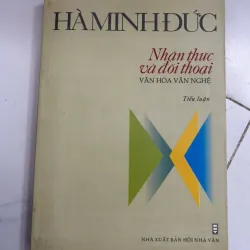 HÀ MINH ĐỨC
Nhận thức
và đối thoại
VĂN HÓA VĂN NGHỆ
Tiểu luận
NHÀ XUẤT BẢN HỘI NHÀ VĂN